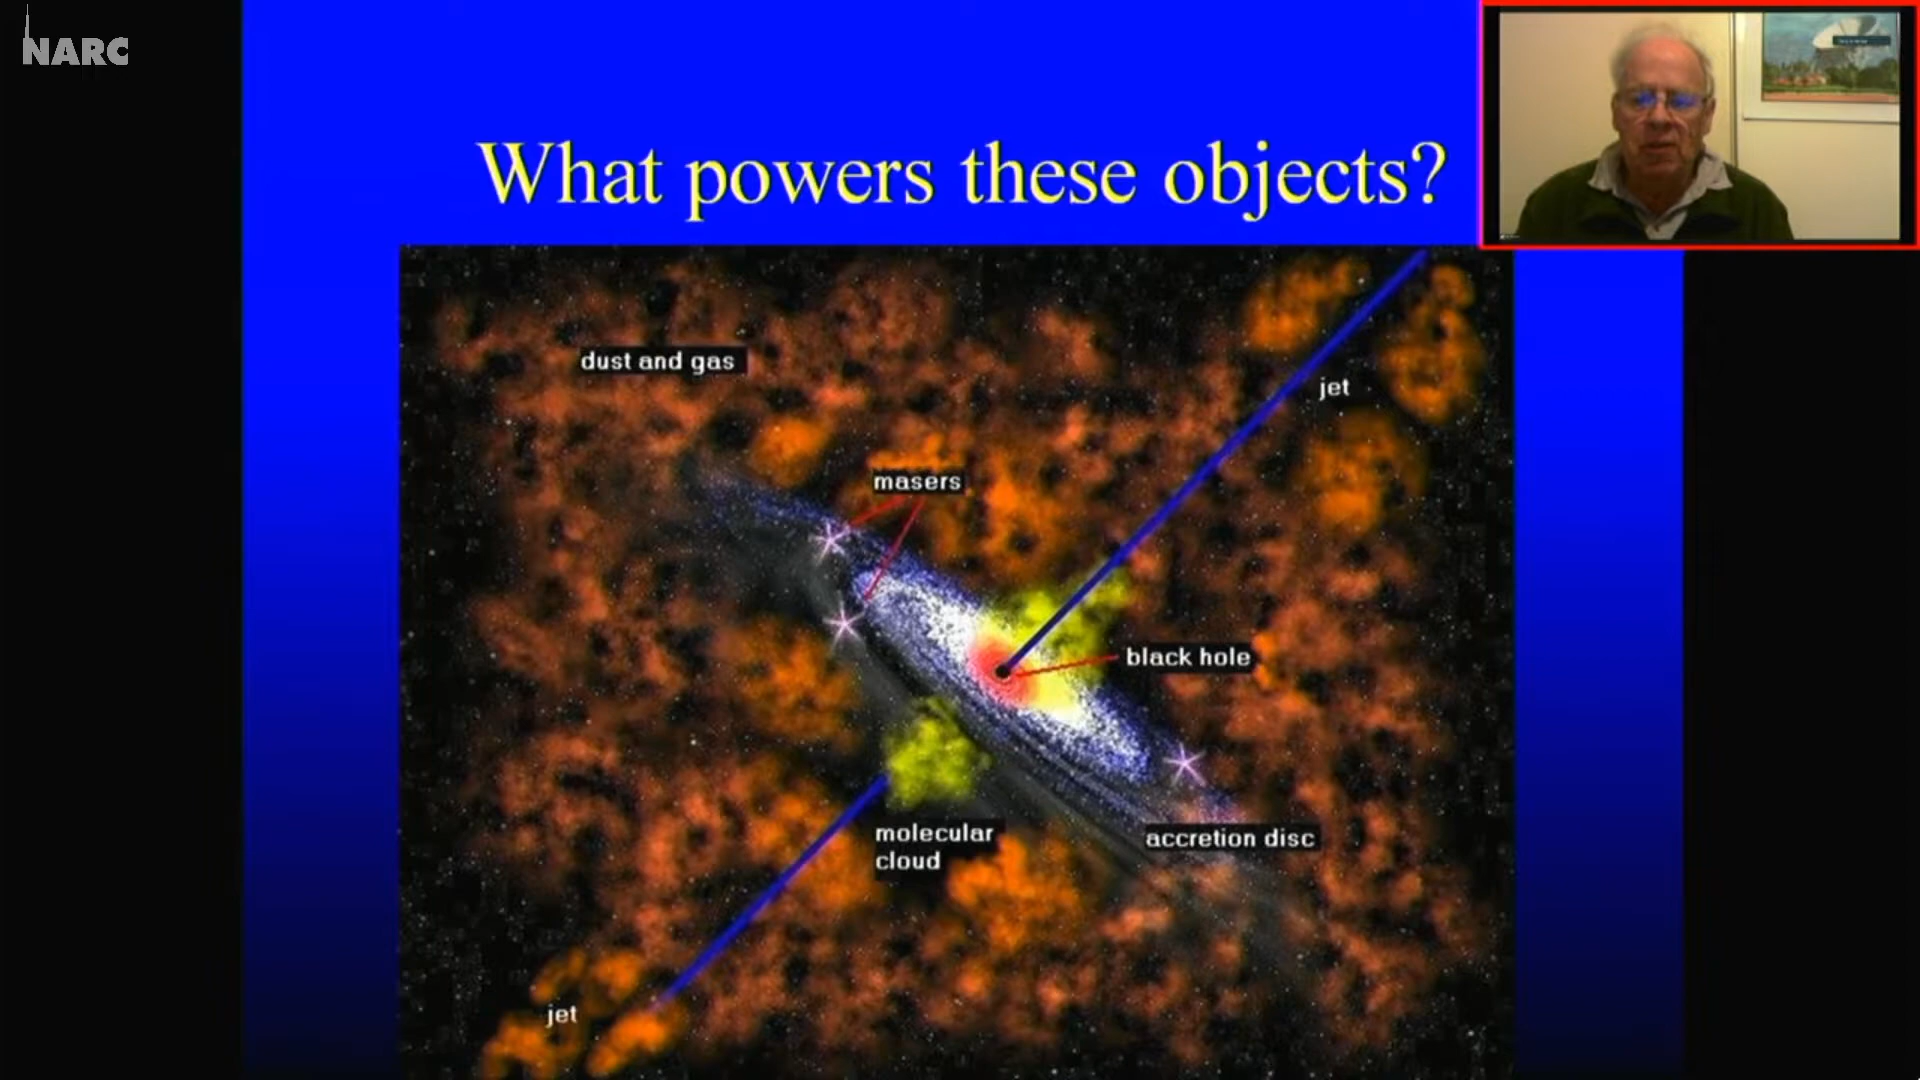 NARC
What powers these objects?
dust and gas
jet
masers
black hole
molecular
cloud
accretion disc
jet